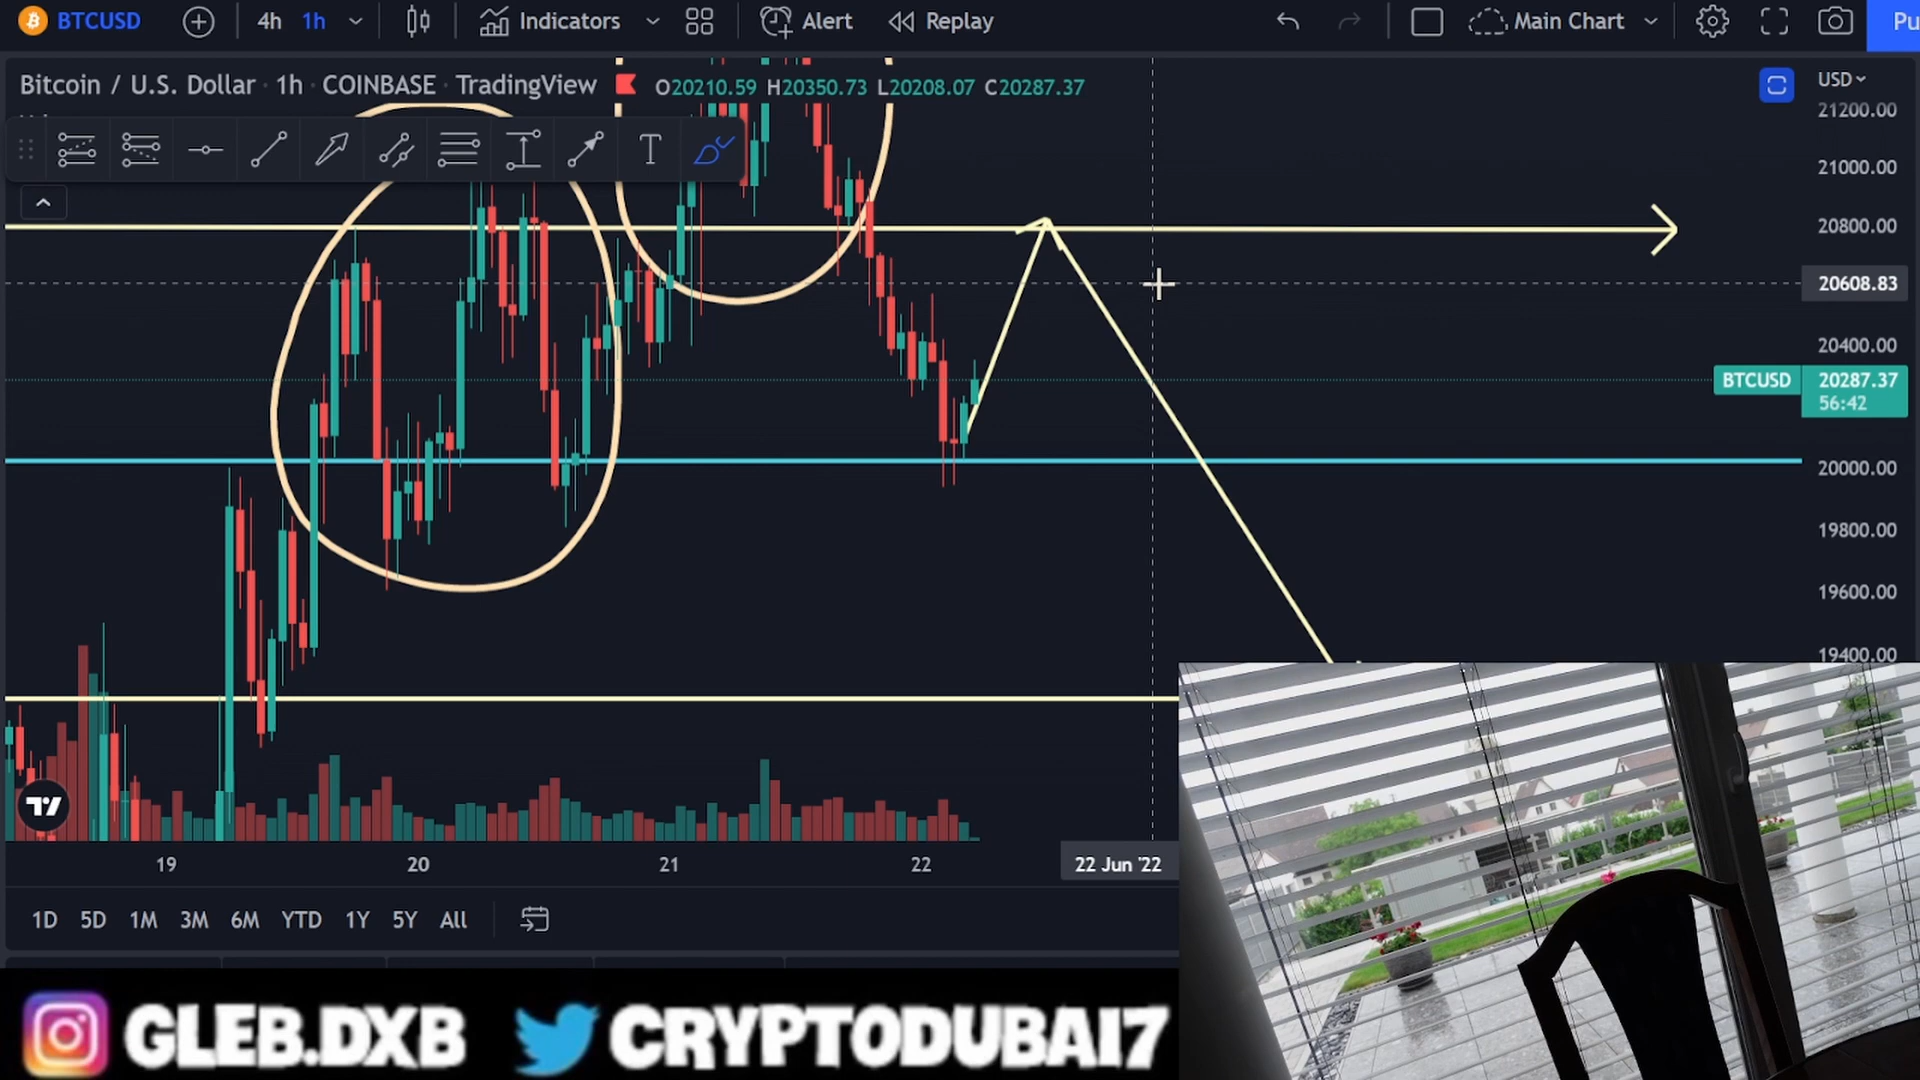 BTCUSD 4h 1h Indicators Alert Replay Main Chart Pu
Bitcoin / U.S. Dollar · 1h · COINBASE · TradingView O20210.59 H20350.73 L20208.07 C20287.37
USD
21200.00
T
21000.00
20800.00
20608.83
20400.00
BTCUSD 20287.37
56:42
20000.00
19800.00
19600.00
19400.00
19 20 21 22 22 Jun '22
1D 5D 1M 3M 6M YTD 1Y 5Y All
GLEB.DXB CRYPTODUBAI7